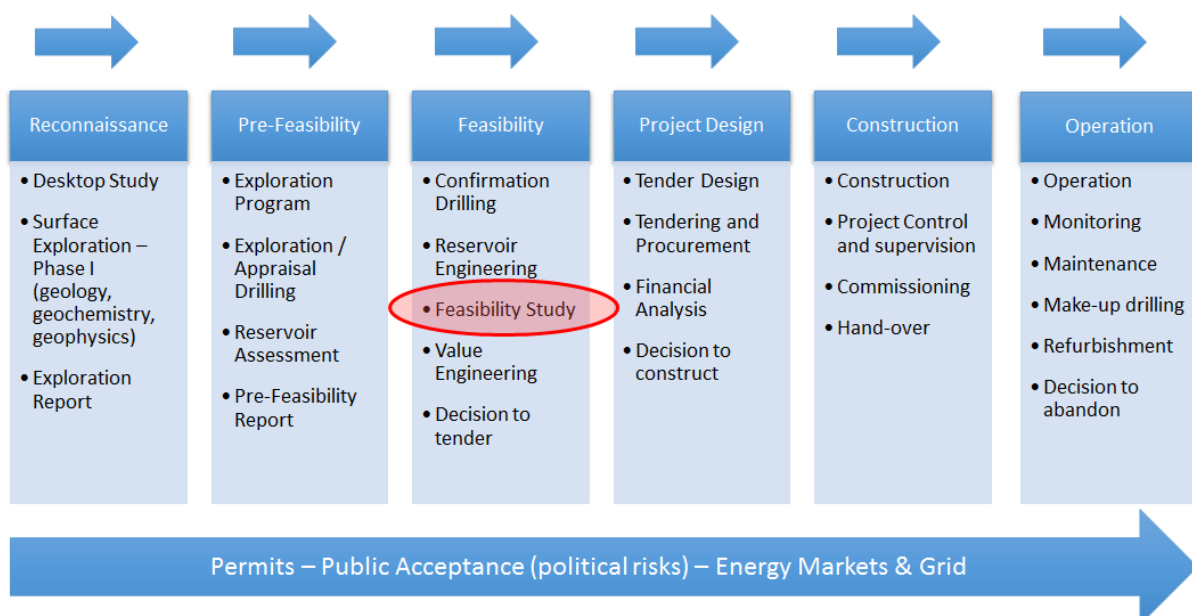 Reconnaissance
• Desktop Study
• Surface
Exploration –
Phase I
(geology,
geochemistry,
geophysics)
• Exploration
Report
Pre-Feasibility
• Exploration
Program
• Exploration /
Appraisal
Drilling
• Reservoir
Assessment
• Pre-Feasibility
Report
Feasibility
• Confirmation
Drilling
• Reservoir
Engineering
• Feasibility Study
• Value
Engineering
• Decision to
tender
Project Design
• Tender Design
• Tendering and
Procurement
• Financial
Analysis
• Decision to
construct
Construction
• Construction
• Project Control
and supervision
• Commissioning
• Hand-over
Operation
• Operation
• Monitoring
• Maintenance
• Make-up drilling
• Refurbishment
• Decision to
abandon
Permits – Public Acceptance (political risks) – Energy Markets & Grid